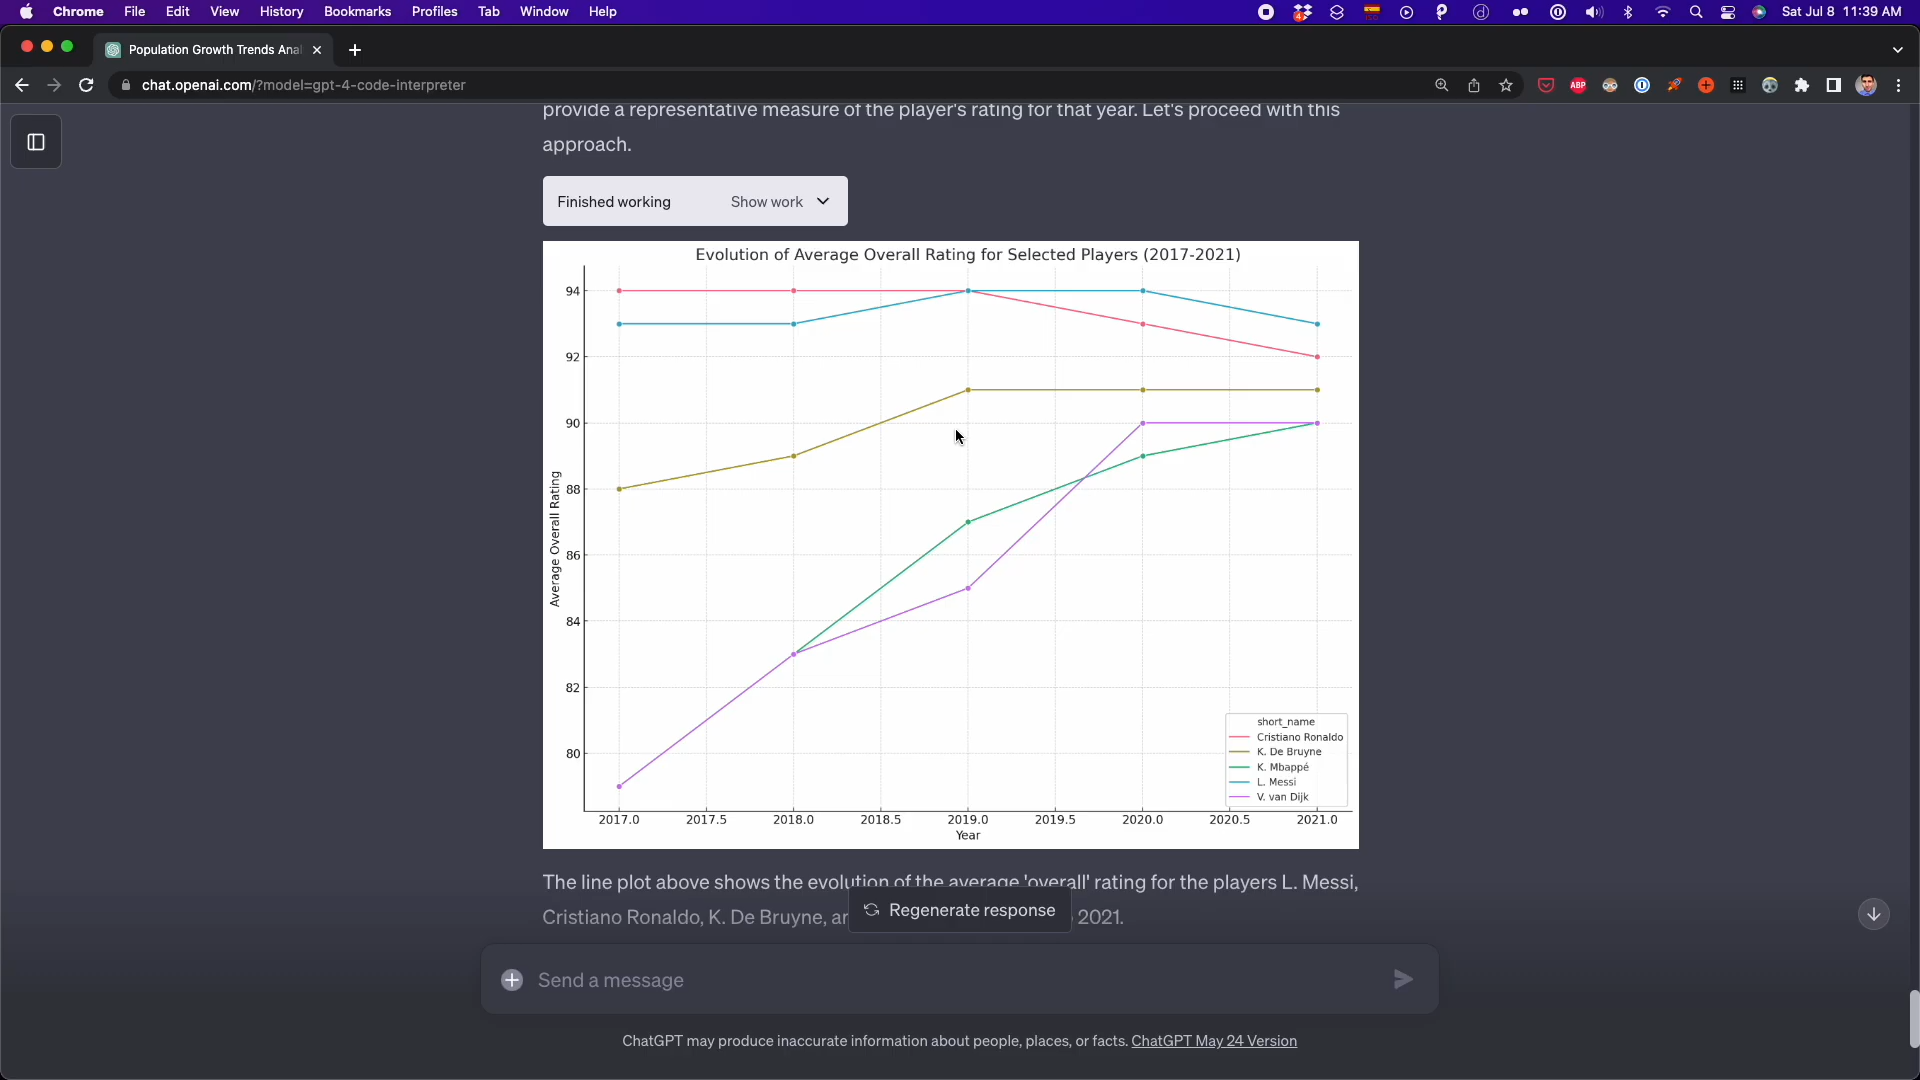 Chrome File Edit View History Bookmarks Profiles Tab Window Help Sat Jul 8 11:39 AM
Population Growth Trends Ana
chat.openai.com/?model=gpt-4-code-interpreter
ABP
provide a representative measure of the player's rating for that year. Let's proceed with this
approach.
Finished working Show work
Evolution of Average Overall Rating for Selected Players (2017-2021)
94
92
90
88
86
84
82
80
Average Overall Rating
short_name
Cristiano Ronaldo
K. De Bruyne
K. Mbappé
L. Messi
V. van Dijk
2017.0 2017.5 2018.0 2018.5 2019.0 2019.5 2020.0 2020.5 2021.0
Year
The line plot above shows the evolution of the average 'overall' rating for the players L. Messi,
Cristiano Ronaldo, K. De Bruyne, 2021.
Regenerate response
Send a message
ChatGPT may produce inaccurate information about people, places, or facts. ChatGPT May 24 Version